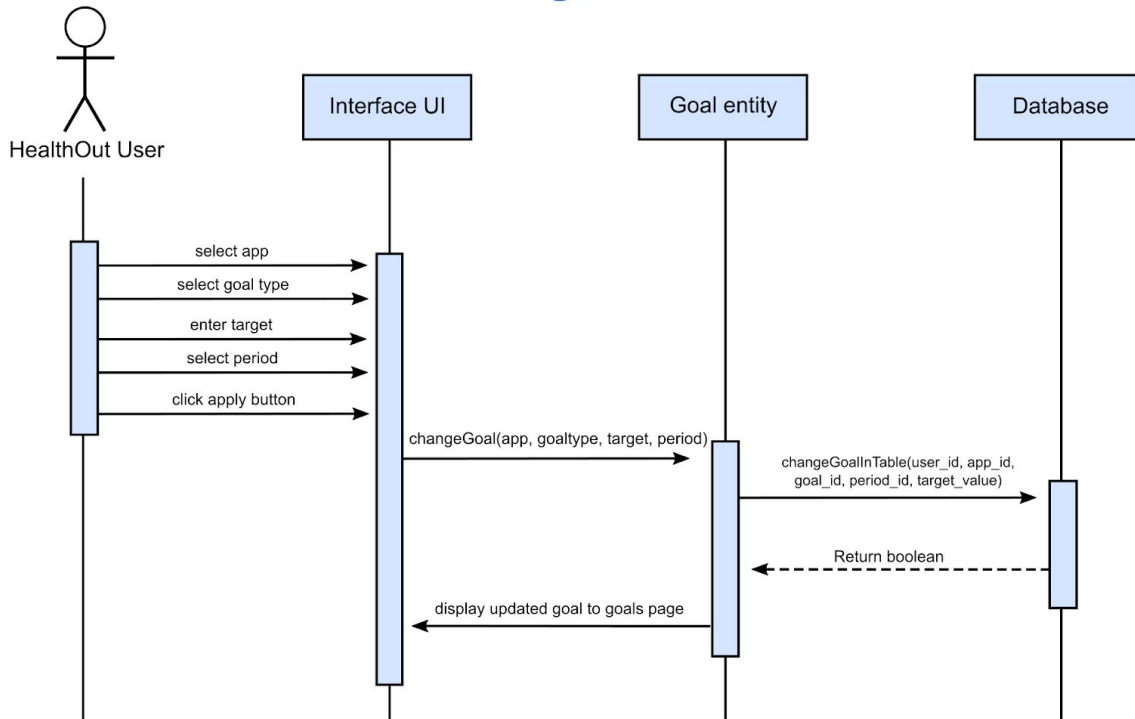 HealthOut User
Interface UI
Goal entity
Database
select app
select goal type
enter target
select period
click apply button
changeGoal(app, goaltype, target, period)
changeGoalInTable(user_id, app_id,
goal_id, period_id, target_value)
Return boolean
display updated goal to goals page